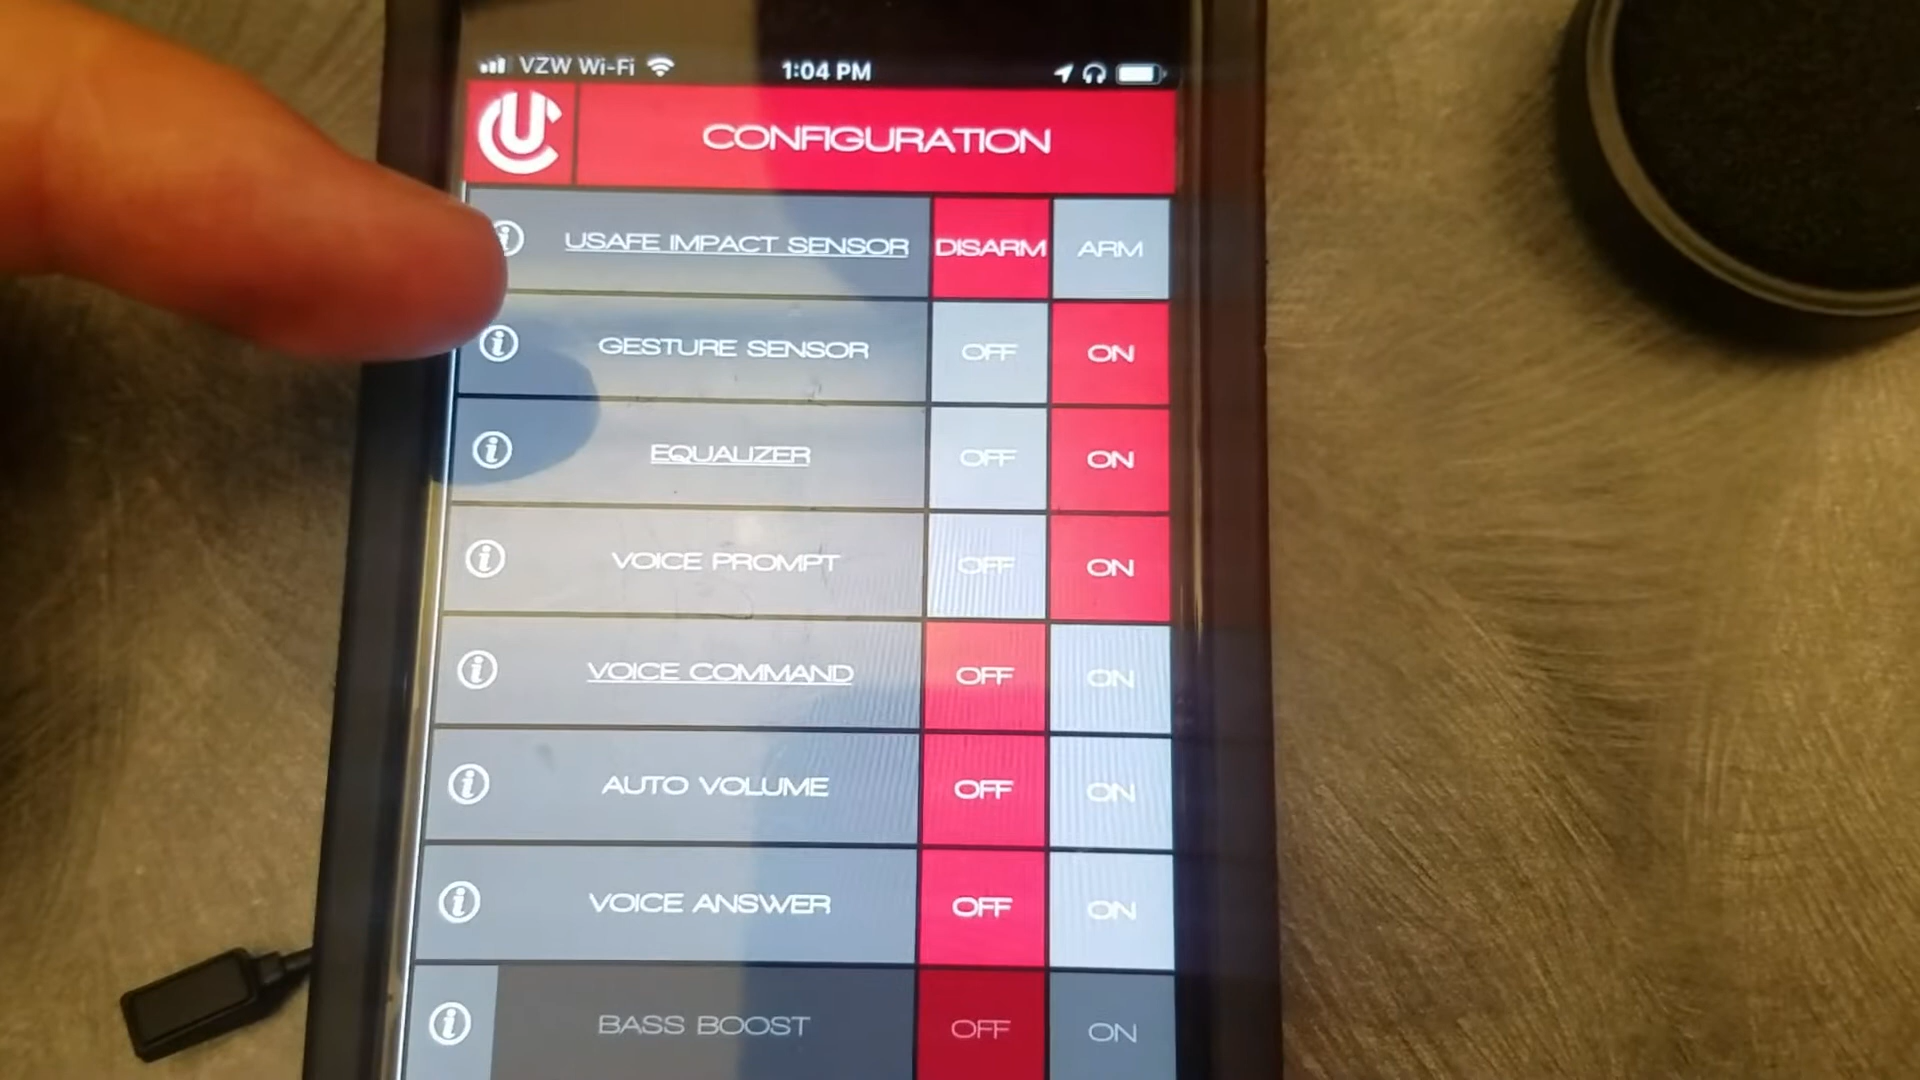 VZW Wi-Fi 1:04 PM
UC CONFIGURATION
USAFE IMPACT SENSOR DISARM ARM
GESTURE SENSOR OFF ON
EQUALIZER OFF ON
VOICE PROMPT OFF ON
VOICE COMMAND OFF ON
AUTO VOLUME OFF ON
VOICE ANSWER OFF ON
BASS BOOST OFF ON